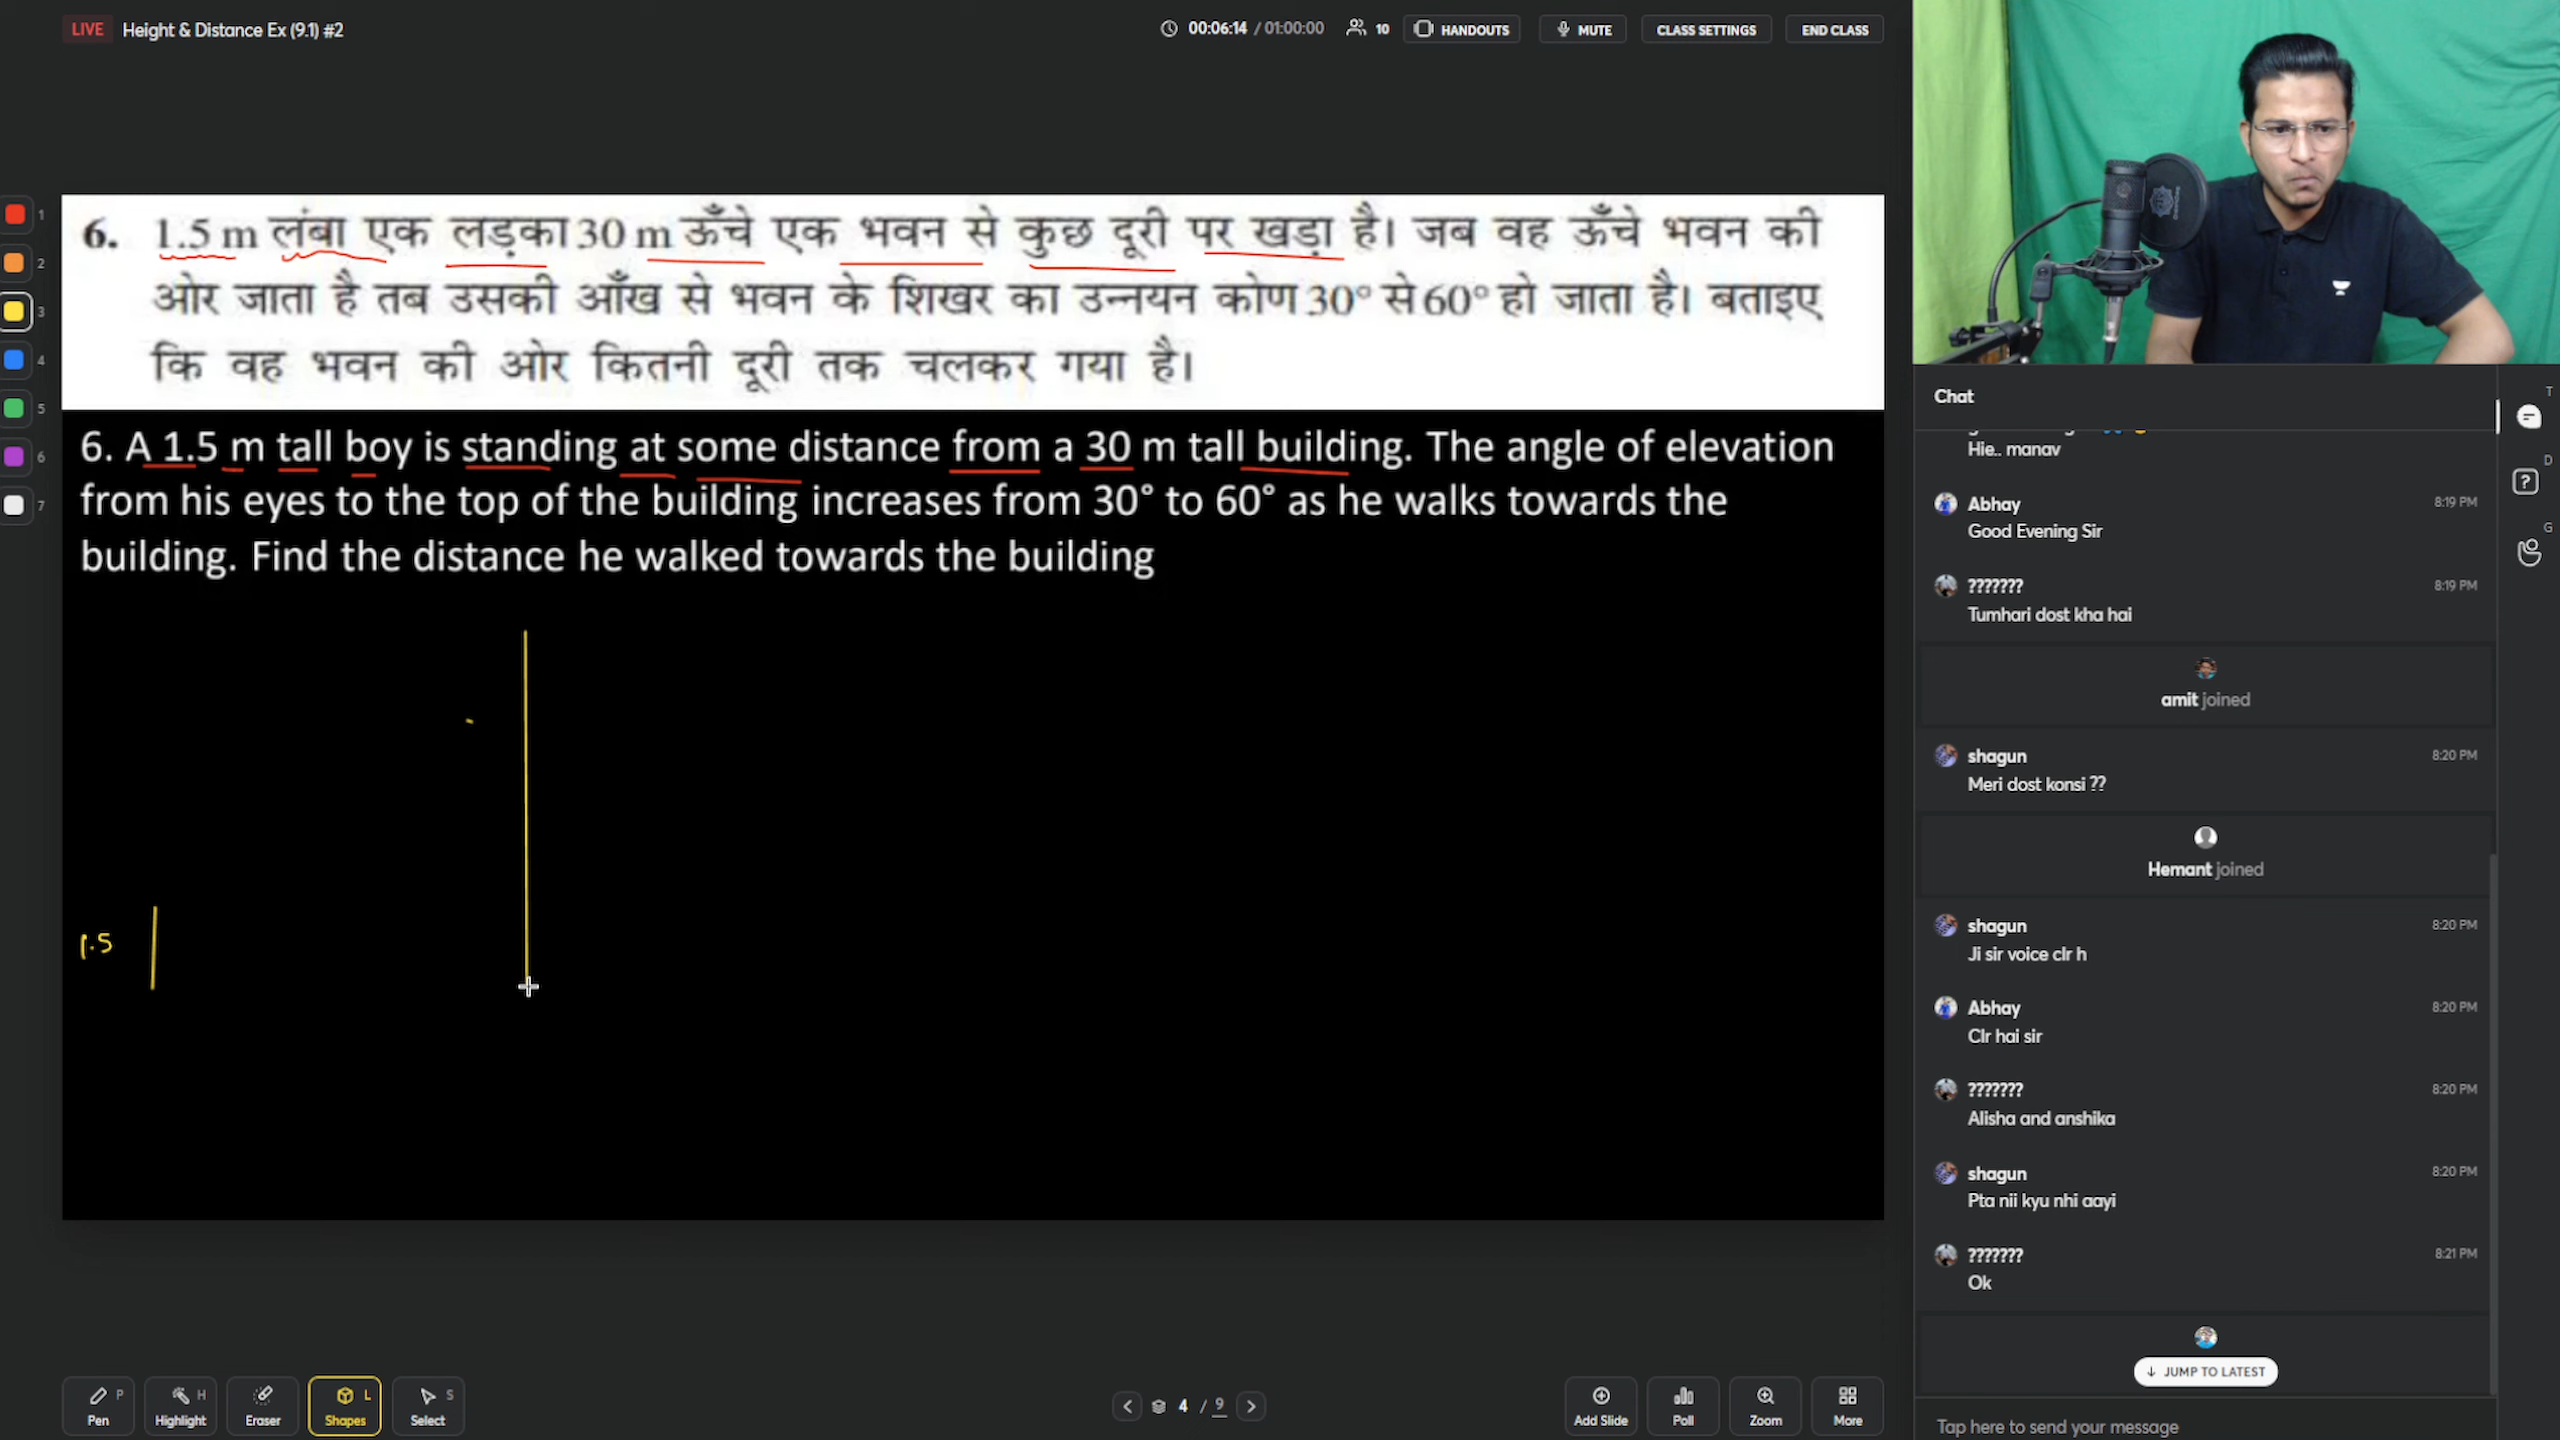 LIVE Height & Distance Ex (9.1) #2
00:06:14 / 01:00:00 10 HANDOUTS MUTE CLASS SETTINGS END CLASS
1
2
3
4
5
6
7
6. 1.5 m लंबा एक लड़का 30 m ऊँचे एक भवन से कुछ दूरी पर खड़ा है। जब वह ऊँचे भवन की
ओर जाता है तब उसकी आँख से भवन के शिखर का उन्नयन कोण 30° से 60° हो जाता है। बताइए
कि वह भवन की ओर कितनी दूरी तक चलकर गया है।
6. A 1.5 m tall boy is standing at some distance from a 30 m tall building. The angle of elevation
from his eyes to the top of the building increases from 30° to 60° as he walks towards the
building. Find the distance he walked towards the building
1.5
Pen P
Highlight H
Eraser
Shapes L
Select S
4 / 9
Add Slide
Poll
Zoom
More
Chat
T
D
G
Hie.. manav
Abhay 8:19 PM
Good Evening Sir
??????? 8:19 PM
Tumhari dost kha hai
amit joined
shagun 8:20 PM
Meri dost konsi ??
Hemant joined
shagun 8:20 PM
Ji sir voice clr h
Abhay 8:20 PM
Clr hai sir
??????? 8:20 PM
Alisha and anshika
shagun 8:20 PM
Pta nii kyu nhi aayi
??????? 8:21 PM
Ok
JUMP TO LATEST
Tap here to send your message